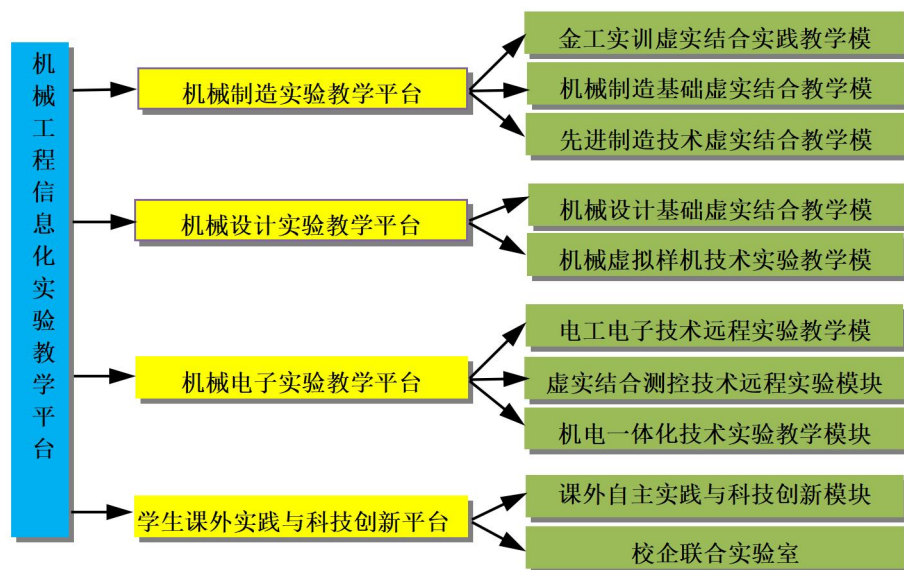 机械工程信息化实验教学平台
机械制造实验教学平台
金工实训虚实结合实践教学模
机械制造基础虚实结合教学模
先进制造技术虚实结合教学模
机械设计实验教学平台
机械设计基础虚实结合教学模
机械虚拟样机技术实验教学模
机械电子实验教学平台
电工电子技术远程实验教学模
虚实结合测控技术远程实验模块
机电一体化技术实验教学模块
学生课外实践与科技创新平台
课外自主实践与科技创新模块
校企联合实验室